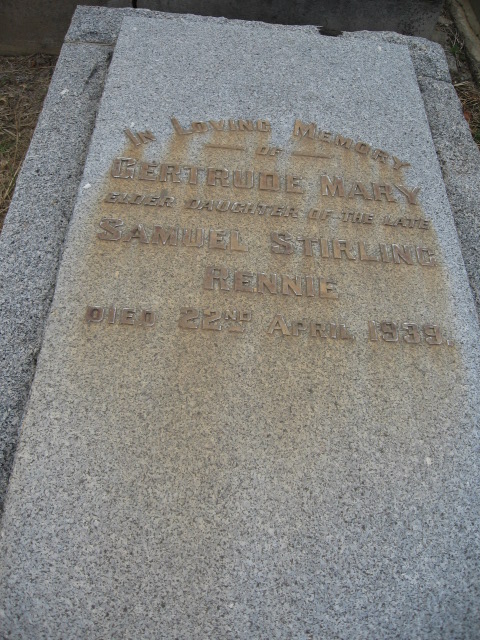 IN LOVING MEMORY
OF
GERTRUDE MARY
ELDER DAUGHTER OF THE LATE
SAMUEL STIRLING
RENNIE
DIED 22ND APRIL 1939.